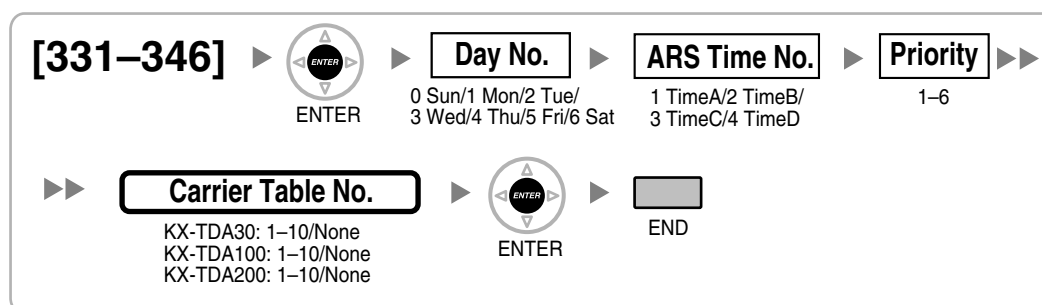 [331–346]
ENTER
ENTER
Day No.
0 Sun/1 Mon/2 Tue/
3 Wed/4 Thu/5 Fri/6 Sat
ARS Time No.
1 TimeA/2 TimeB/
3 TimeC/4 TimeD
Priority
1–6
Carrier Table No.
KX-TDA30: 1–10/None
KX-TDA100: 1–10/None
KX-TDA200: 1–10/None
ENTER
ENTER
END